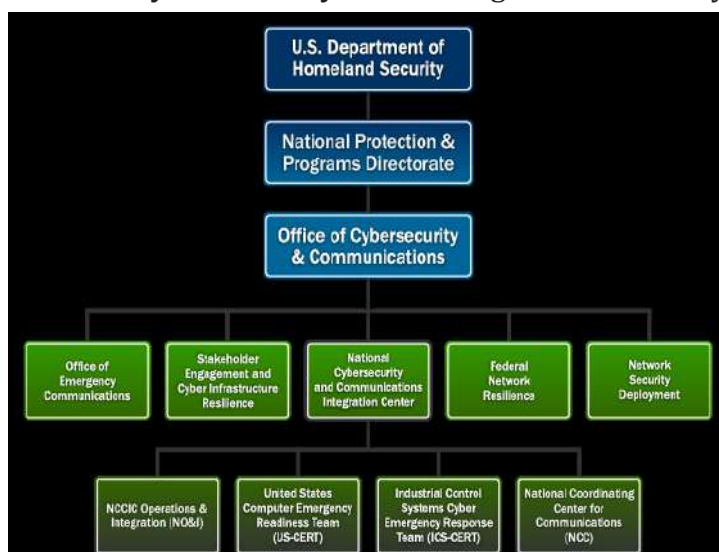 U.S. Department of
Homeland Security
National Protection &
Programs Directorate
Office of Cybersecurity
& Communications
Office of
Emergency
Communications
Stakeholder
Engagement and
Cyber Infrastructure
Resilience
National
Cybersecurity
and Communications
Integration Center
Federal
Network
Resilience
Network
Security
Deployment
NCCIC Operations &
Integration (NO&I)
United States
Computer Emergency
Readiness Team
(US-CERT)
Industrial Control
Systems Cyber
Emergency Response
Team (ICS-CERT)
National Coordinating
Center for
Communications
(NCC)